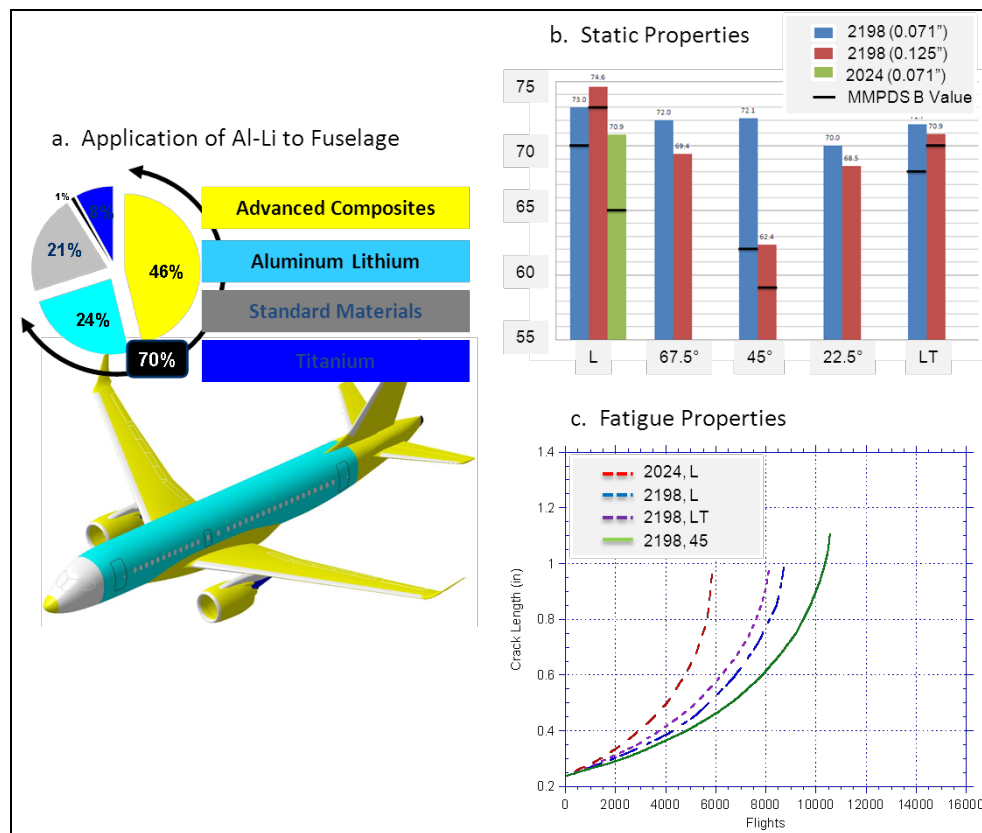 a. Application of Al-Li to Fuselage
1%
8%
21%
46%
24%
70%
Advanced Composites
Aluminum Lithium
Standard Materials
Titanium
b. Static Properties
2198 (0.071”)
2198 (0.125”)
2024 (0.071”)
MMPDS B Value
75
70
65
60
55
73.0
74.6
70.9
72.0
69.4
72.1
62.4
70.0
68.5
70.9
L
67.5°
45°
22.5°
LT
c. Fatigue Properties
2024, L
2198, L
2198, LT
2198, 45
Crack Length (in)
1.4
1.2
1
0.8
0.6
0.4
0.2
0
2000
4000
6000
8000
10000
12000
14000
16000
Flights